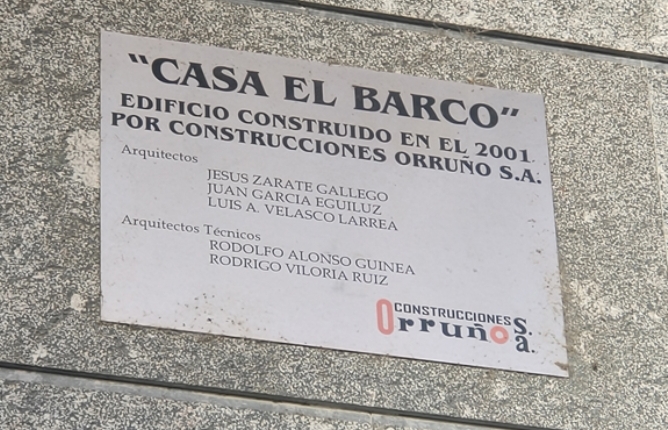 "CASA EL BARCO"
EDIFICIO CONSTRUIDO EN EL 2001
POR CONSTRUCCIONES ORRUÑO S.A.
Arquitectos
JESUS ZARATE GALLEGO
JUAN GARCIA EGUILUZ
LUIS A. VELASCO LARREA
Arquitectos Técnicos
RODOLFO ALONSO GUINEA
RODRIGO VILORIA RUIZ
CONSTRUCCIONES
Orruño s.a.